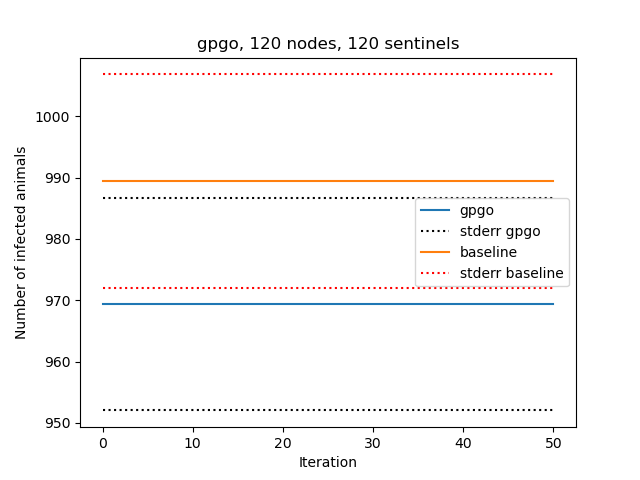 gpgo, 120 nodes, 120 sentinels
Number of infected animals
1000
990
980
970
960
950
gpgo
stderr gpgo
baseline
stderr baseline
0 10 20 30 40 50
Iteration